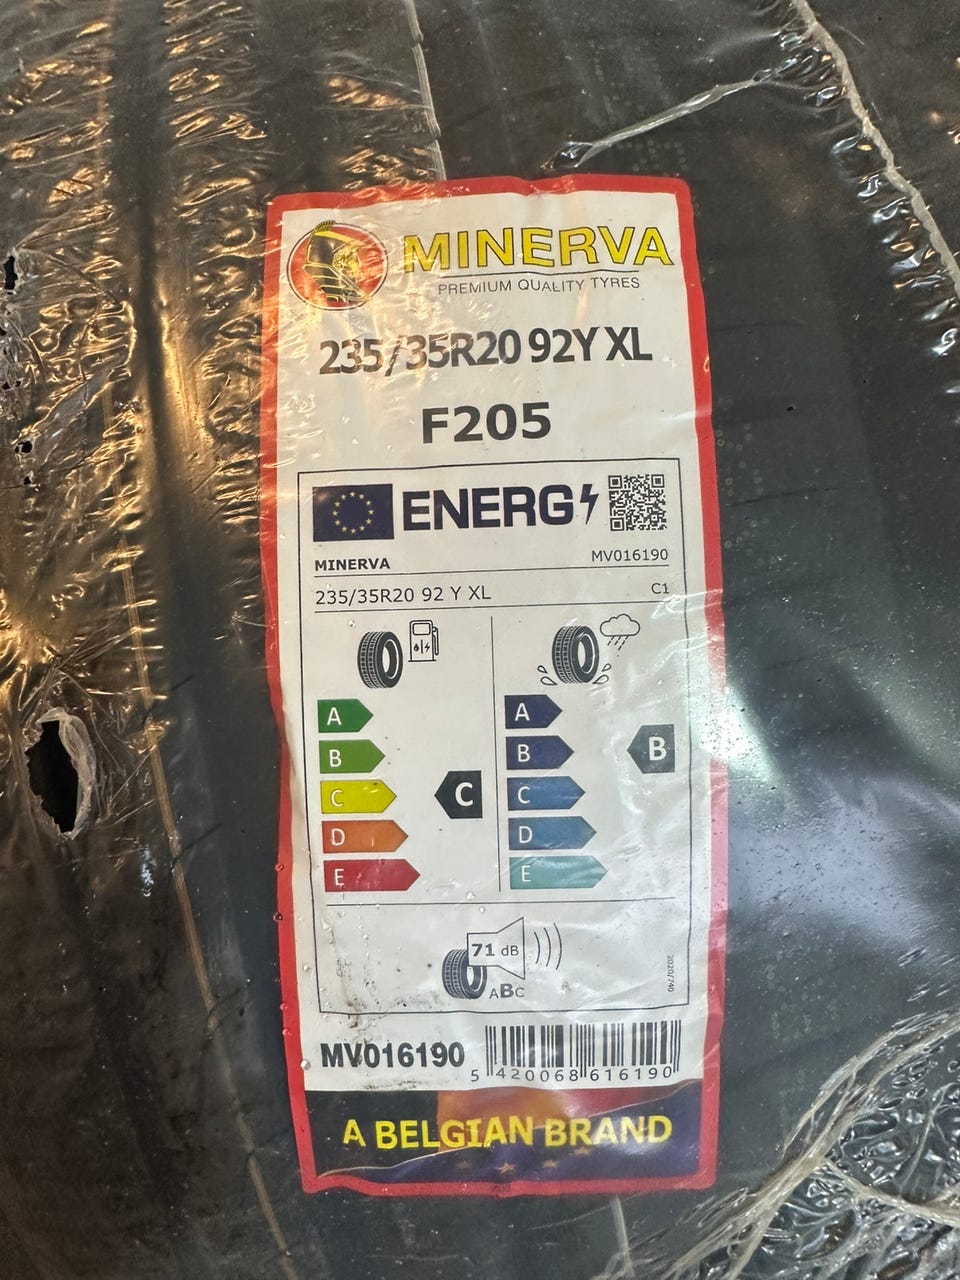 MINERVA
PREMIUM QUALITY TYRES
235/35R20 92Y XL
F205
ENERG
MINERVA MV016190
235/35R20 92 Y XL C1
A A
B B B
C C C
D D
E E
71 dB
ABC
2020/740
MV016190
5 420068 616190
A BELGIAN BRAND